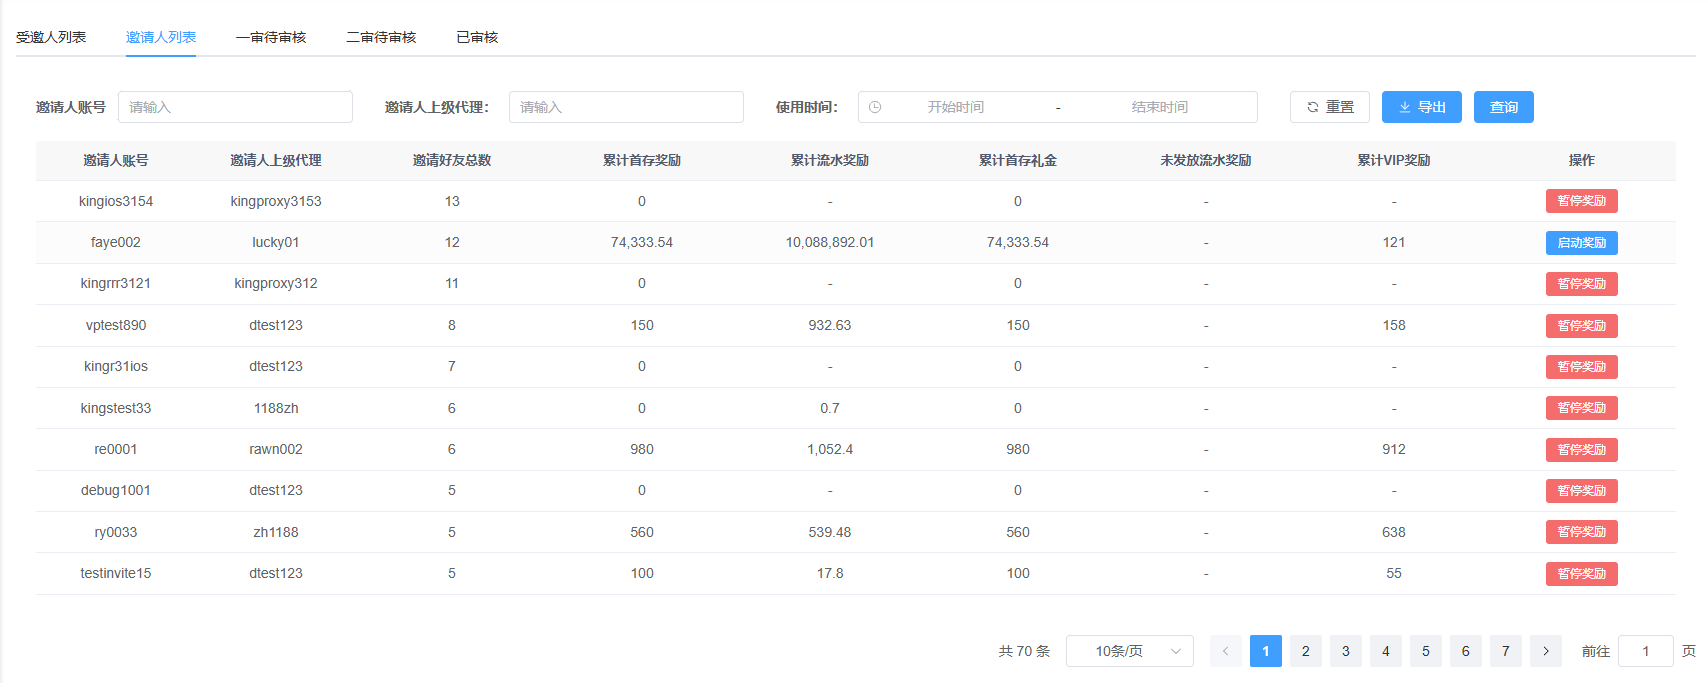 受邀人列表 邀请人列表 一审待审核 二审待审核 已审核
邀请人账号 请输入 邀请人上级代理: 请输入 使用时间: 开始时间 - 结束时间 重置 导出 查询
邀请人账号 邀请人上级代理 邀请好友总数 累计首存奖励 累计流水奖励 累计首存礼金 未发放流水奖励 累计VIP奖励 操作
kingios3154 kingproxy3153 13 0 - 0 - - 暂停奖励
faye002 lucky01 12 74,333.54 10,088,892.01 74,333.54 - 121 启动奖励
kingrrr3121 kingproxy312 11 0 - 0 - - 暂停奖励
vptest890 dtest123 8 150 932.63 150 - 158 暂停奖励
kingr31ios dtest123 7 0 - 0 - - 暂停奖励
kingstest33 1188zh 6 0 0.7 0 - - 暂停奖励
re0001 rawn002 6 980 1,052.4 980 - 912 暂停奖励
debug1001 dtest123 5 0 - 0 - - 暂停奖励
ry0033 zh1188 5 560 539.48 560 - 638 暂停奖励
testinvite15 dtest123 5 100 17.8 100 - 55 暂停奖励
共 70 条 10条/页 1 2 3 4 5 6 7 前往 1 页